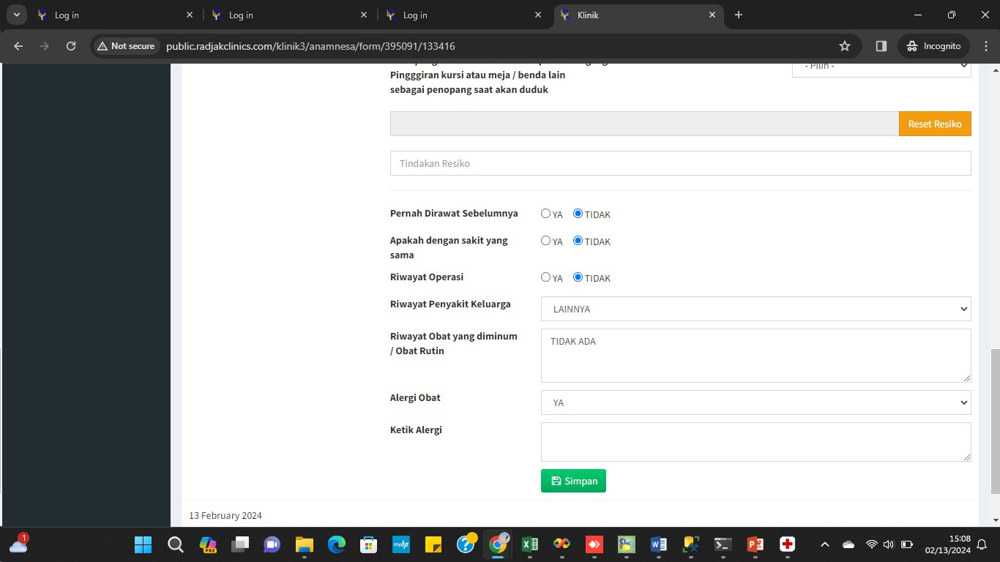 Log in
Log in
Log in
Klinik
Not secure
public.radjakclinics.com/klinik3/anamnesa/form/395091/133416
Incognito
- Pilih -
Pingggiran kursi atau meja / benda lain
sebagai penopang saat akan duduk
Reset Resiko
Tindakan Resiko
Pernah Dirawat Sebelumnya
YA TIDAK
Apakah dengan sakit yang
sama
YA TIDAK
Riwayat Operasi
YA TIDAK
Riwayat Penyakit Keluarga
LAINNYA
Riwayat Obat yang diminum
/ Obat Rutin
TIDAK ADA
Alergi Obat
YA
Ketik Alergi
Simpan
13 February 2024
1
PRE
myhp
15:08
02/13/2024